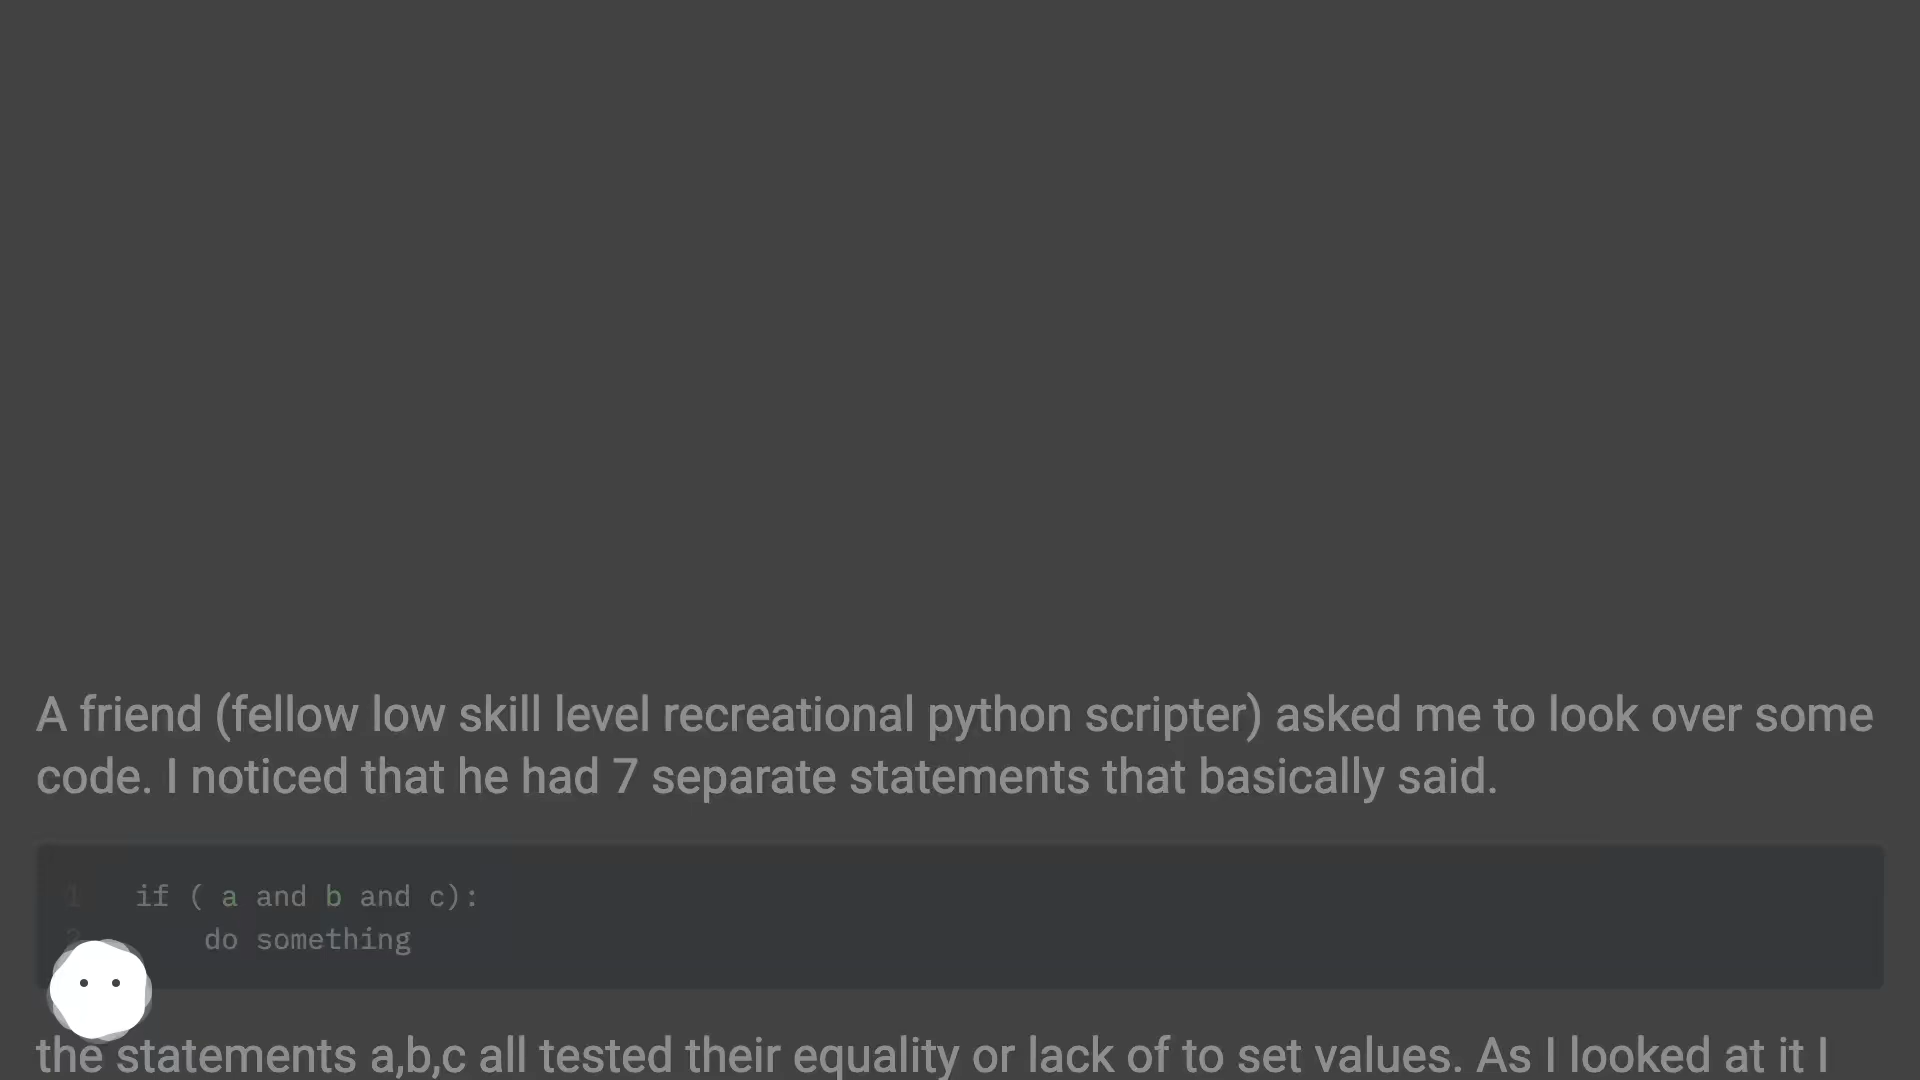 A friend (fellow low skill level recreational python scripter) asked me to look over some
code. I noticed that he had 7 separate statements that basically said.
1 if ( a and b and c):
2 do something
the statements a,b,c all tested their equality or lack of to set values. As I looked at it I